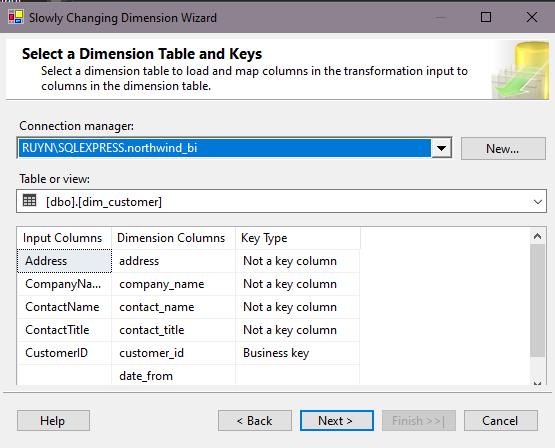 Slowly Changing Dimension Wizard
Select a Dimension Table and Keys
Select a dimension table to load and map columns in the transformation input to
columns in the dimension table.
Connection manager:
RUYN\SQLEXPRESS.northwind_bi New...
Table or view:
[dbo].[dim_customer]
Input Columns Dimension Columns Key Type
Address address Not a key column
CompanyNa... company_name Not a key column
ContactName contact_name Not a key column
ContactTitle contact_title Not a key column
CustomerID customer_id Business key
date_from
Help < Back Next > Finish >>| Cancel